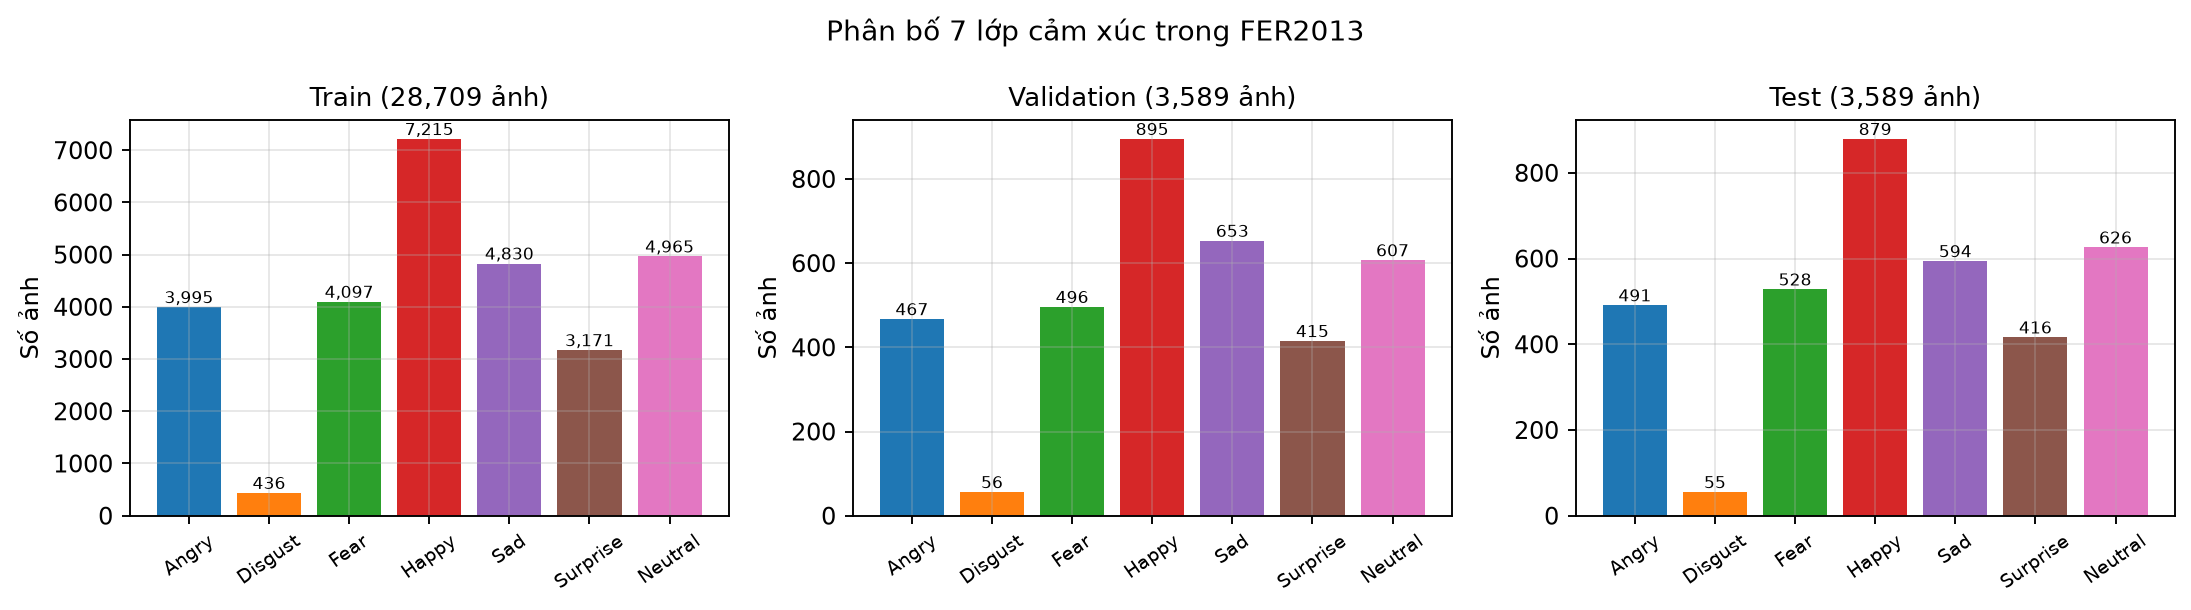 Phân bố 7 lớp cảm xúc trong FER2013
Train (28,709 ảnh)
Số ảnh
7000
6000
5000
4000
3000
2000
1000
0
3,995
436
4,097
7,215
4,830
3,171
4,965
Angry
Disgust
Fear
Happy
Sad
Surprise
Neutral
Validation (3,589 ảnh)
Số ảnh
800
600
400
200
0
467
56
496
895
653
415
607
Angry
Disgust
Fear
Happy
Sad
Surprise
Neutral
Test (3,589 ảnh)
Số ảnh
800
600
400
200
0
491
55
528
879
594
416
626
Angry
Disgust
Fear
Happy
Sad
Surprise
Neutral